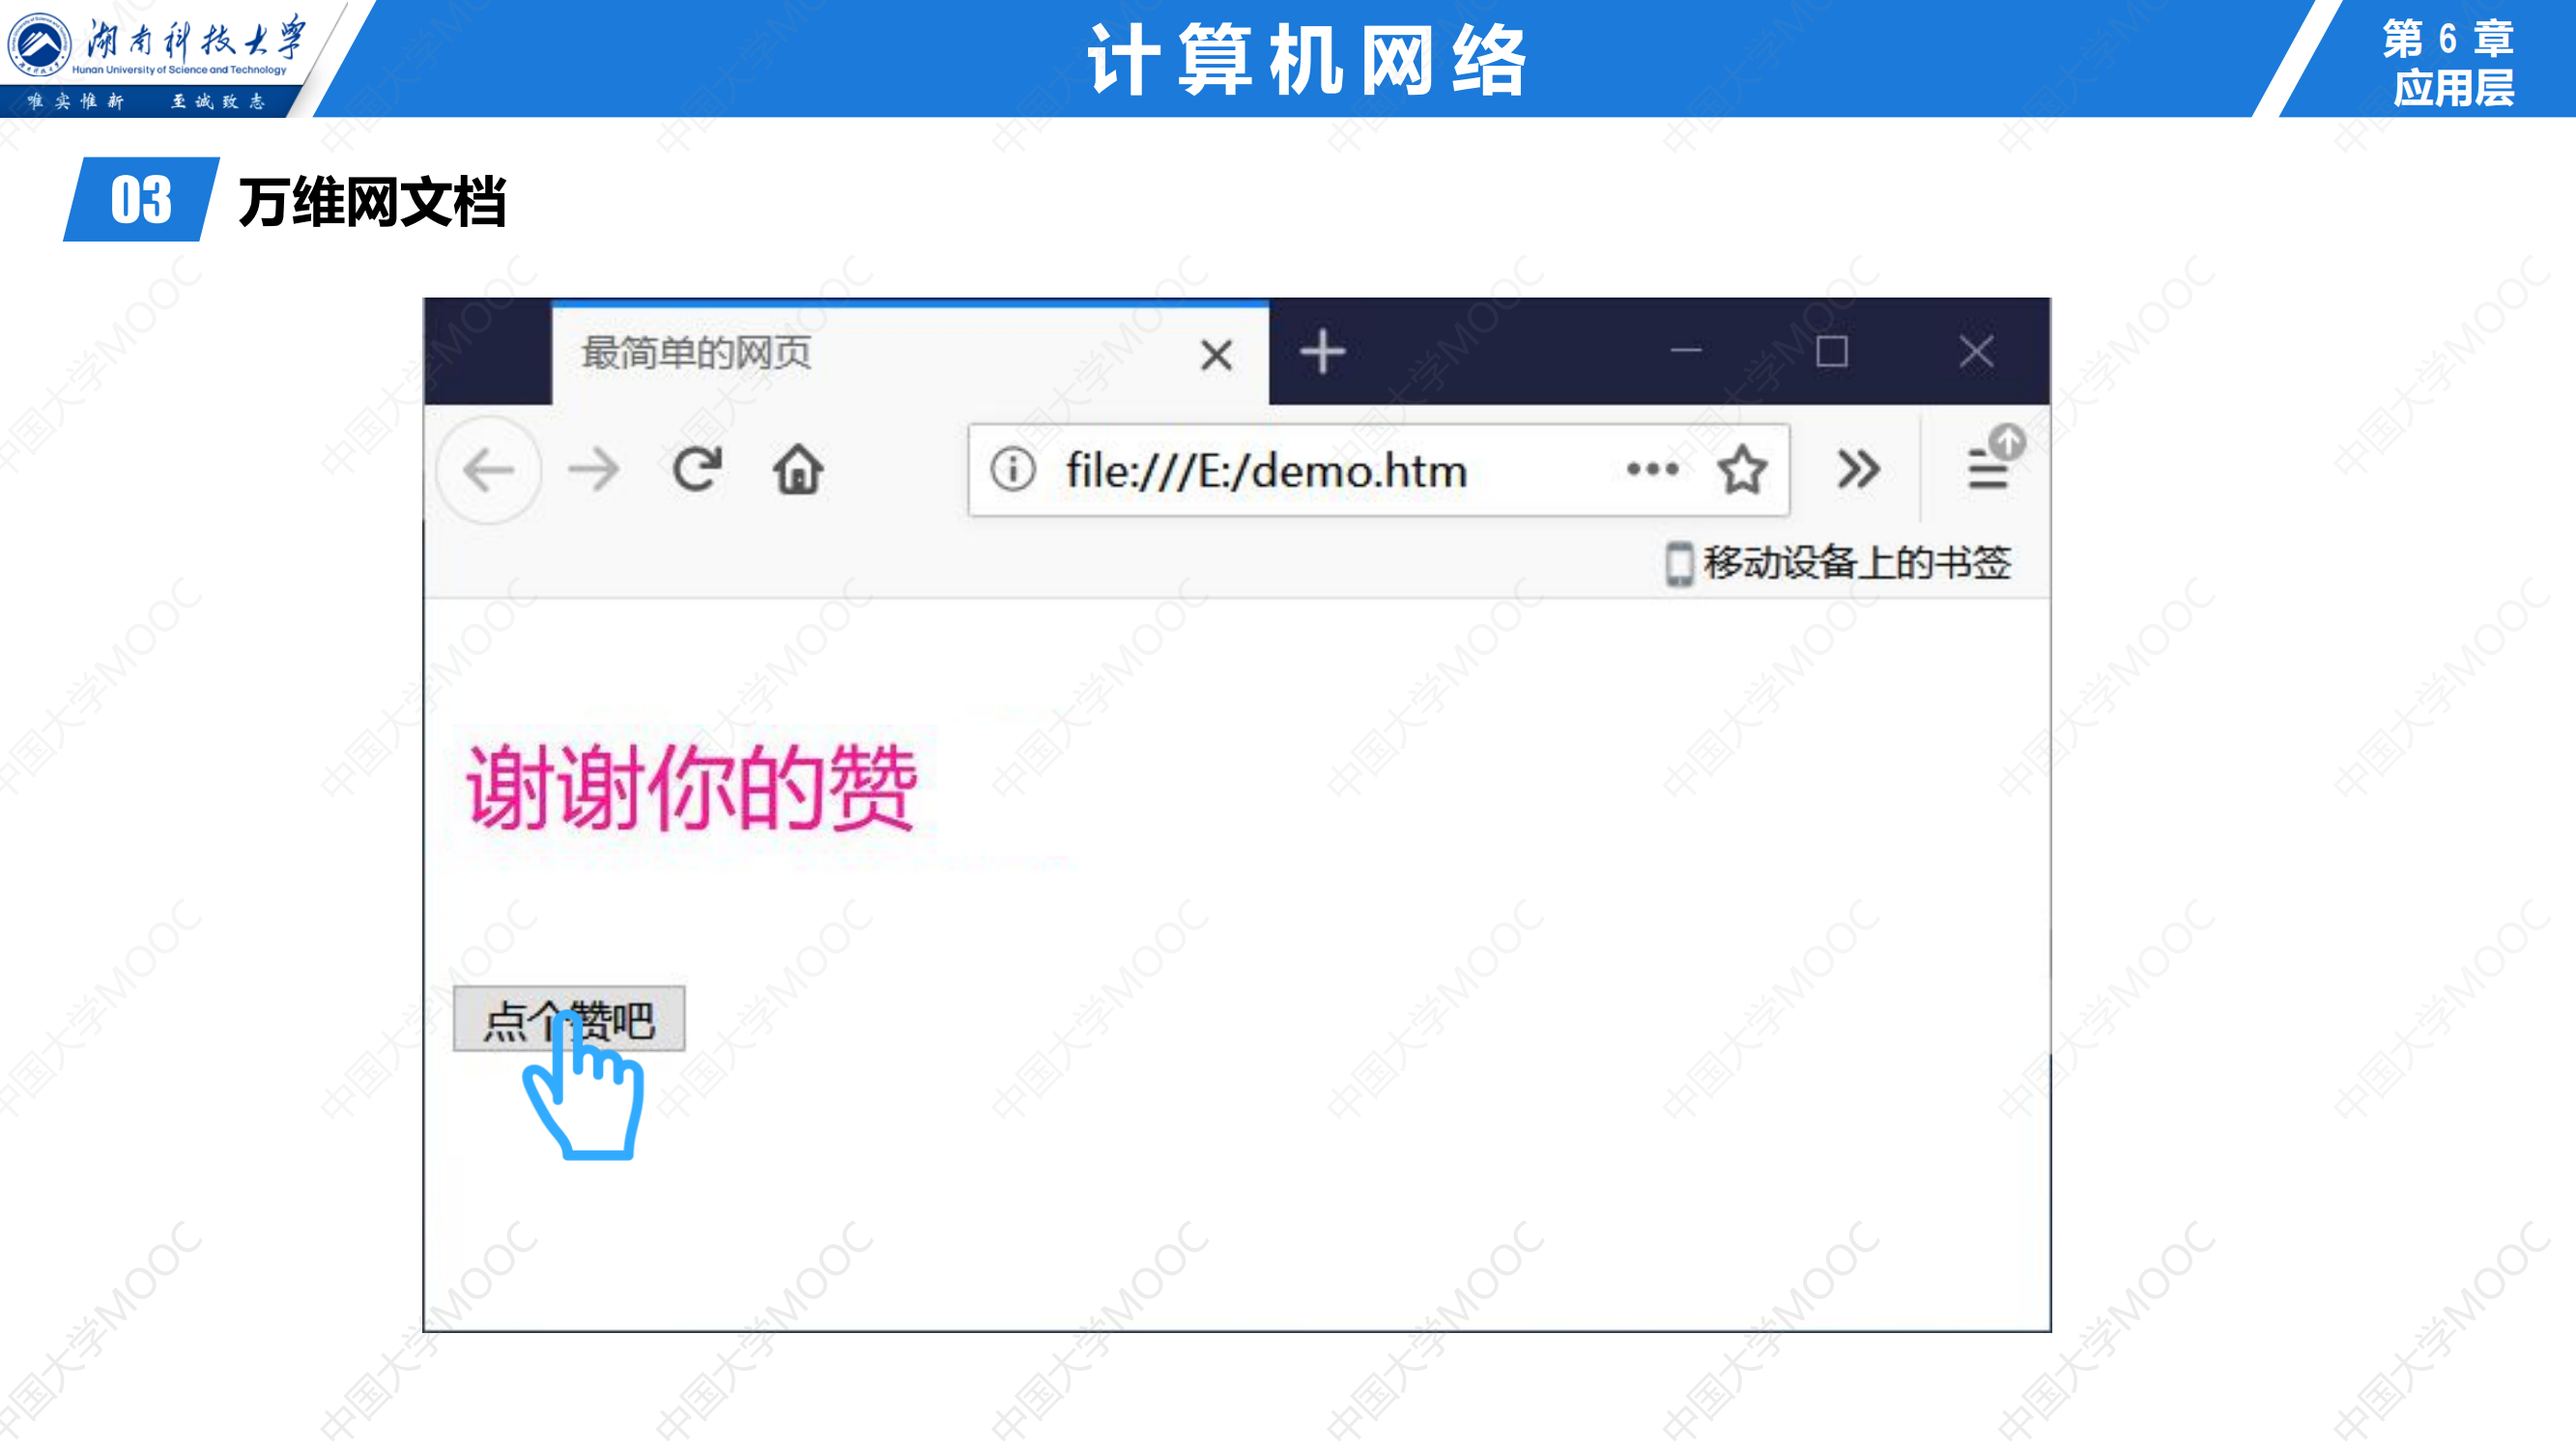 湖南科技大学
Hunan University of Science and Technology
唯实惟新 至诚致志
计算机网络
第 6 章
应用层
03 万维网文档
最简单的网页
file:///E:/demo.htm
移动设备上的书签
谢谢你的赞
点个赞吧
中国大学MOOC